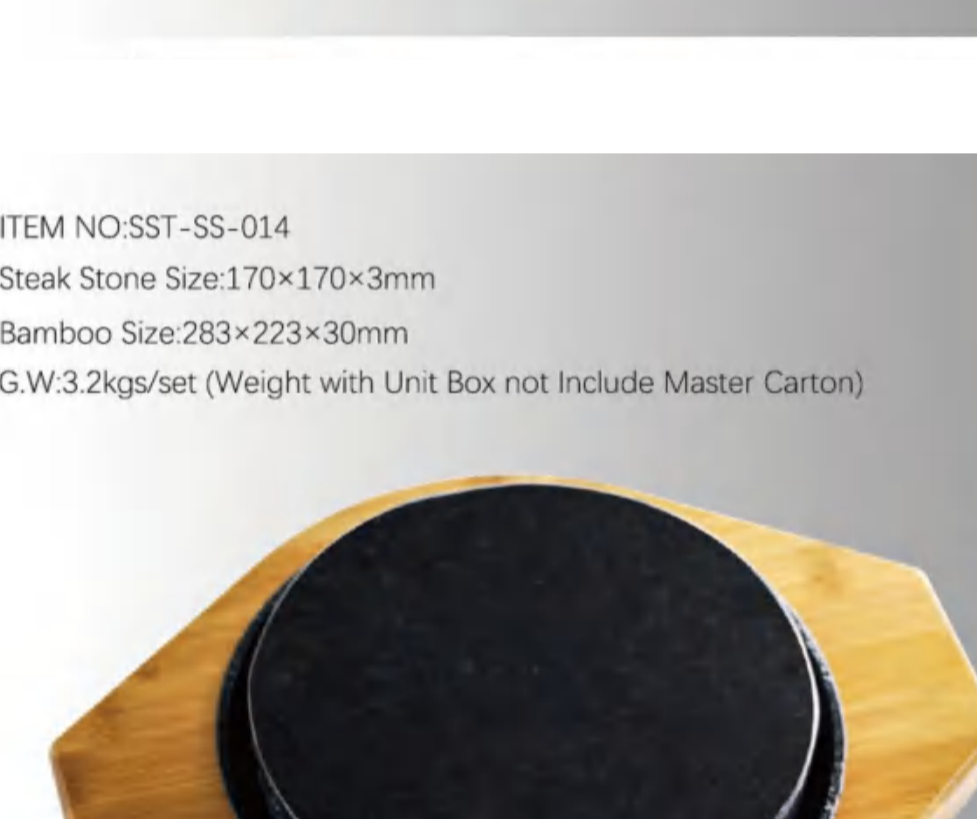 ITEM NO:SST-SS-014
Steak Stone Size:170×170×3mm
Bamboo Size:283×223×30mm
G.W:3.2kgs/set (Weight with Unit Box not Include Master Carton)